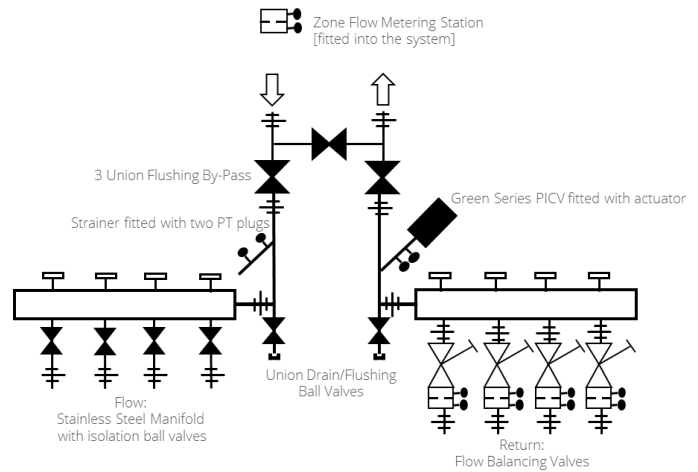 Zone Flow Metering Station
[fitted into the system]
3 Union Flushing By-Pass
Green Series PICV fitted with actuator
Strainer fitted with two PT plugs
Union Drain/Flushing
Ball Valves
Flow:
Stainless Steel Manifold
with isolation ball valves
Return:
Flow Balancing Valves